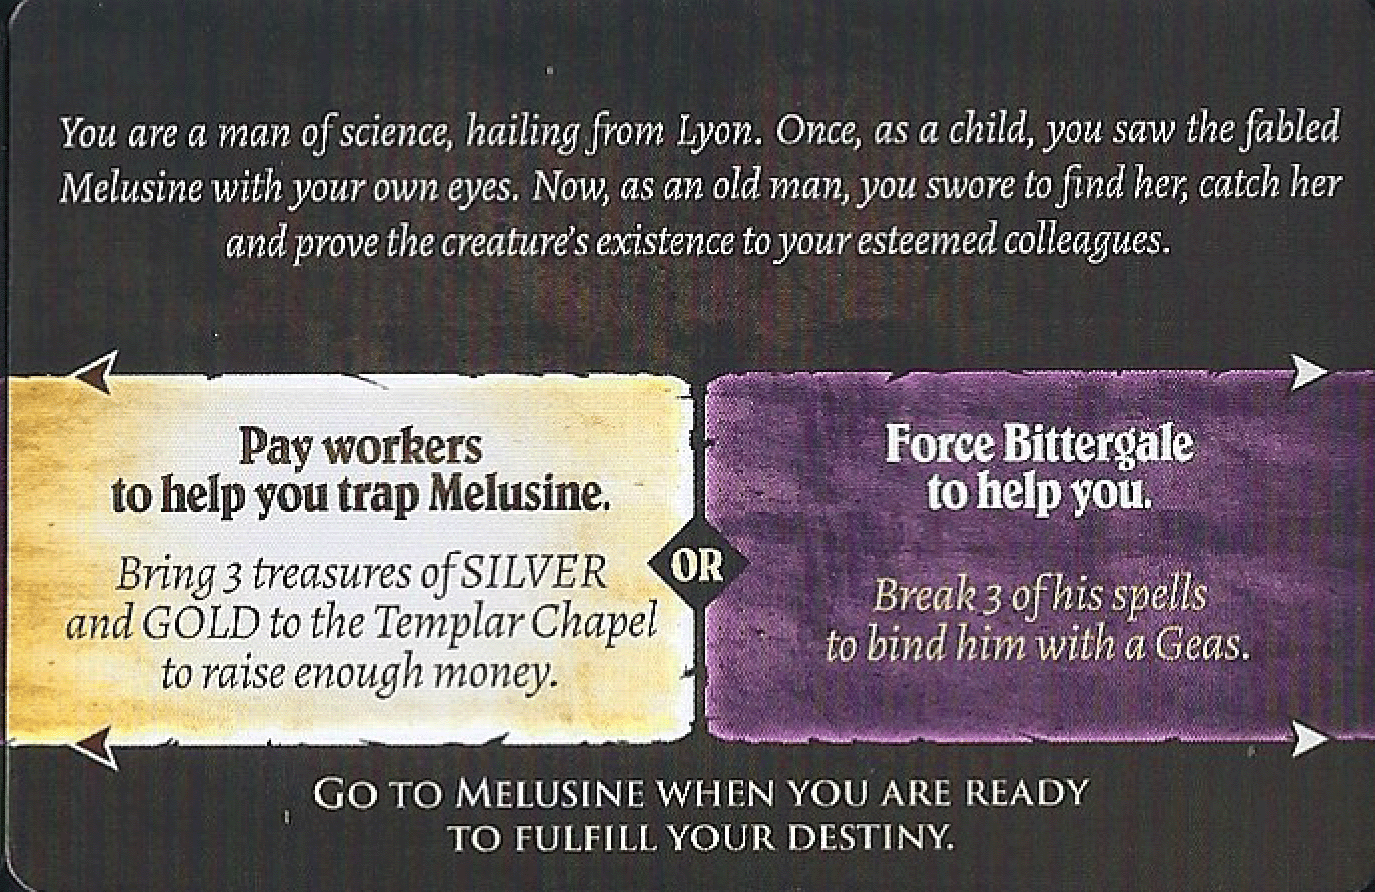 You are a man of science, hailing from Lyon. Once, as a child, you saw the fabled
Melusine with your own eyes. Now, as an old man, you swore to find her, catch her
and prove the creature's existence to your esteemed colleagues.
Pay workers
to help you trap Melusine.
Bring 3 treasures of SILVER
and GOLD to the Templar Chapel
to raise enough money.
OR
Force Bittergale
to help you.
Break 3 of his spells
to bind him with a Geas.
GO TO MELUSINE WHEN YOU ARE READY
TO FULFILL YOUR DESTINY.